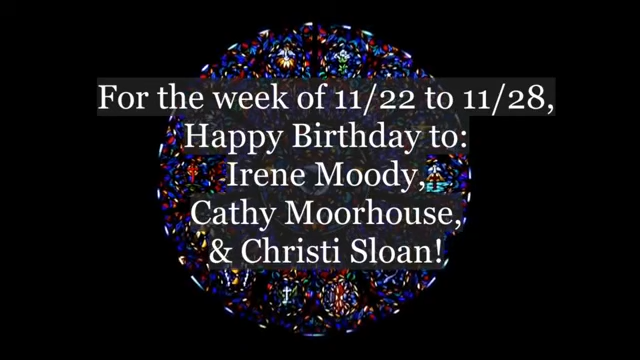 For the week of 11/22 to 11/28,
Happy Birthday to:
Irene Moody,
Cathy Moorhouse,
& Christi Sloan!